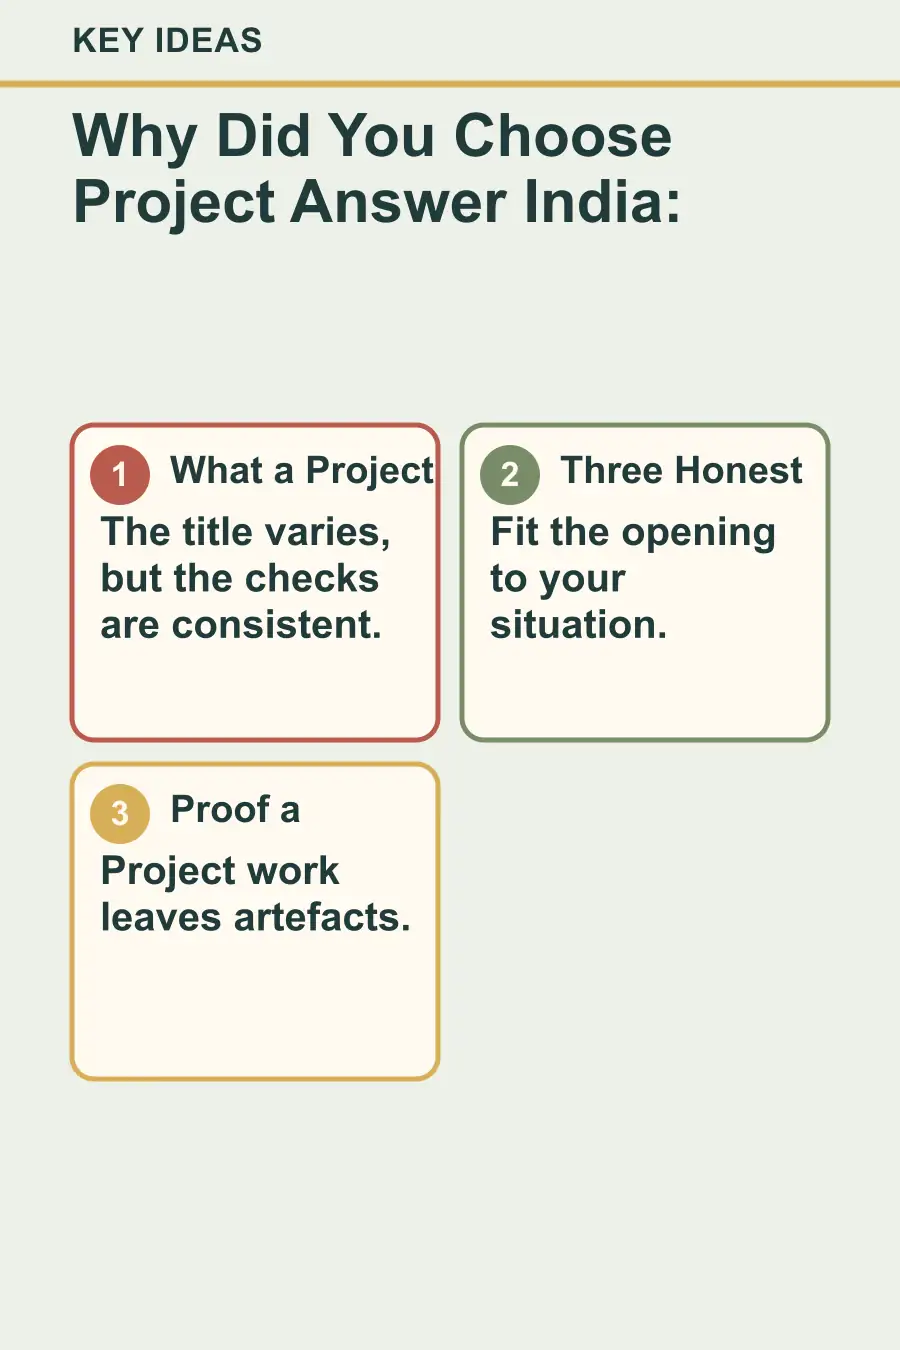 KEY IDEAS
Why Did You Choose
Project Answer India:
1 What a Project
The title varies,
but the checks
are consistent.
2 Three Honest
Fit the opening
to your
situation.
3 Proof a
Project work
leaves artefacts.